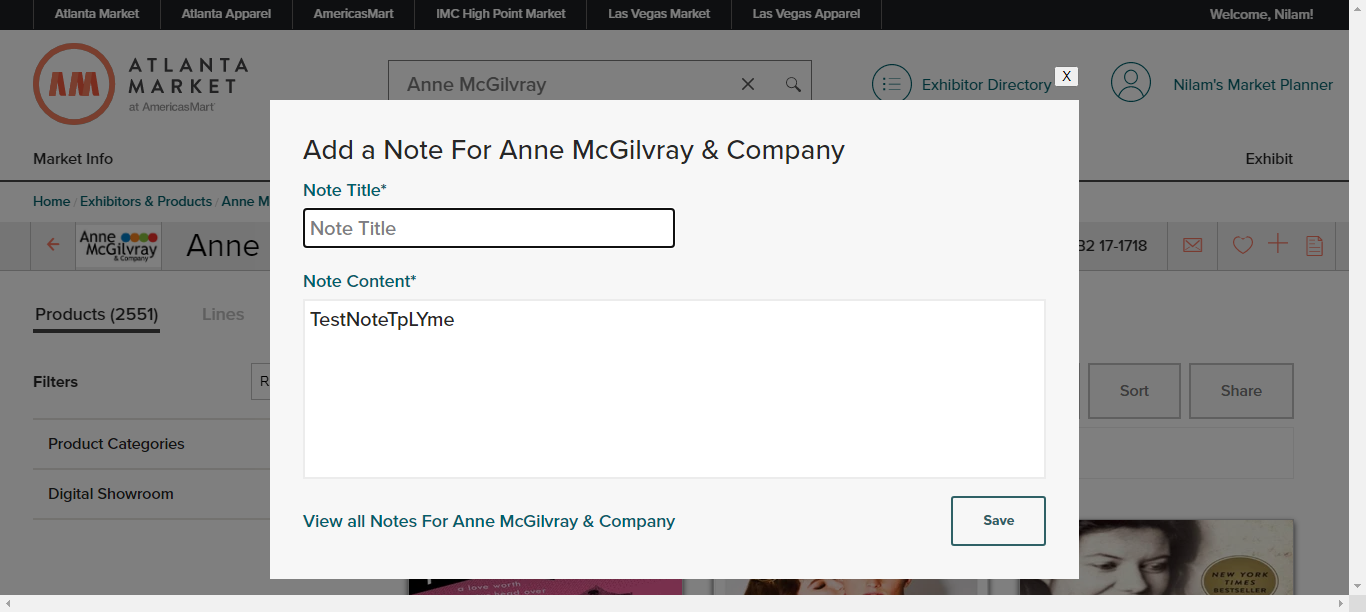 Atlanta Market
Atlanta Apparel
AmericasMart
IMC High Point Market
Las Vegas Market
Las Vegas Apparel
Welcome, Nilam!
AM
ATLANTA
MARKET
at AmericasMart
Anne McGilvray
Exhibitor Directory
X
Nilam's Market Planner
Market Info
Exhibit
Home / Exhibitors & Products / Anne M
Anne
McGilvray
& Company
Anne
32 17-1718
Products (2551)
Lines
Filters
R
Sort
Share
Product Categories
Digital Showroom
Add a Note For Anne McGilvray & Company
Note Title*
Note Title
Note Content*
TestNoteTpLYme
View all Notes For Anne McGilvray & Company
Save
a love worth
head over
NEW YORK
TIMES
BESTSELLER